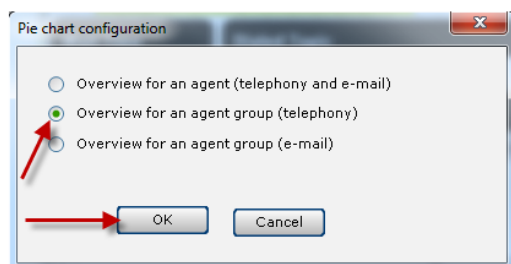 Pie chart configuration
Overview for an agent (telephony and e-mail)
Overview for an agent group (telephony)
Overview for an agent group (e-mail)
OK
Cancel